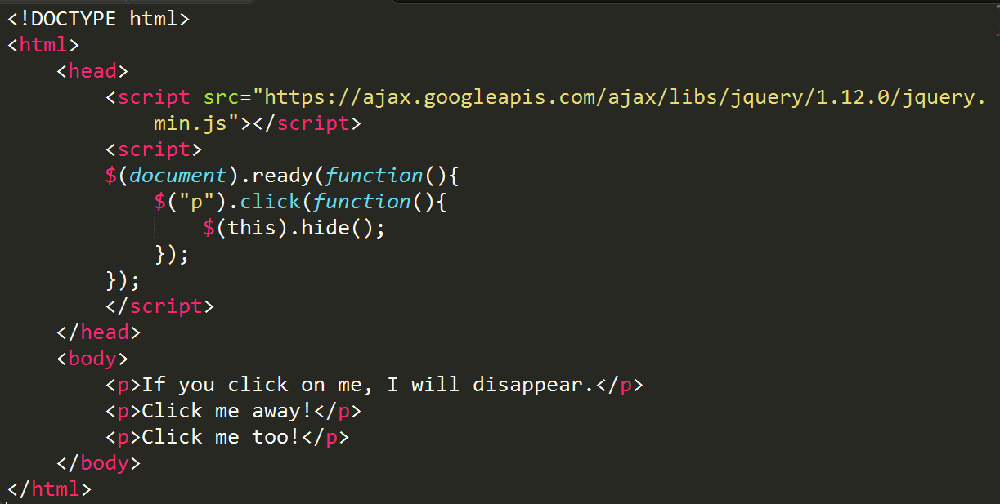 <!DOCTYPE html>
<html>
<head>
<script src="https://ajax.googleapis.com/ajax/libs/jquery/1.12.0/jquery.
min.js"></script>
<script>
$(document).ready(function(){
$("p").click(function(){
$(this).hide();
});
});
</script>
</head>
<body>
<p>If you click on me, I will disappear.</p>
<p>Click me away!</p>
<p>Click me too!</p>
</body>
</html>